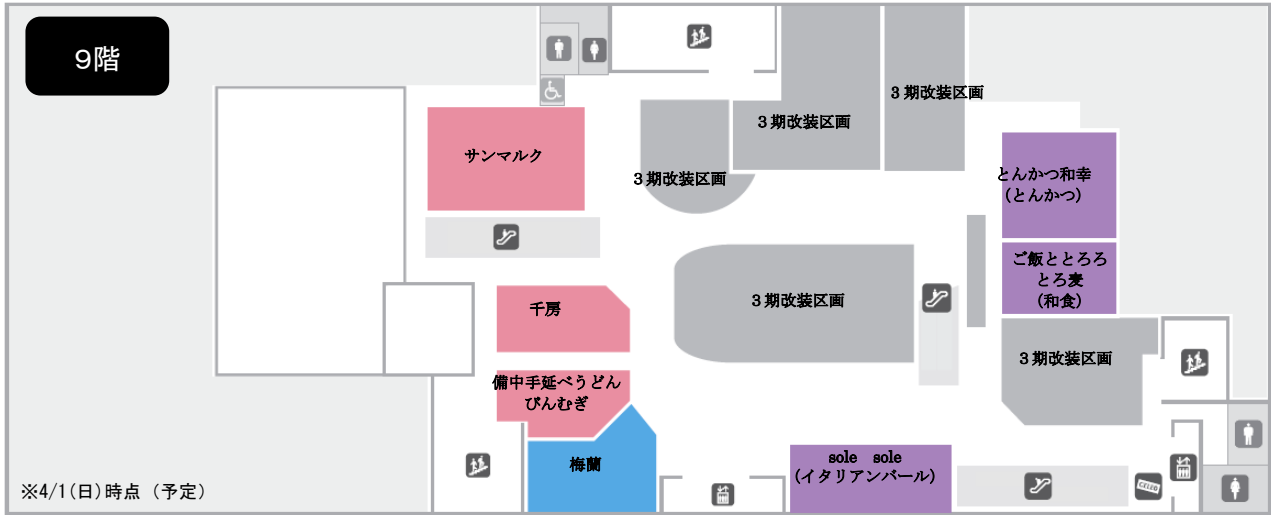 9階
3期改装区画
3期改装区画
サンマルク
3期改装区画
とんかつ和幸
(とんかつ)
ご飯ととろろ
とろ麦
(和食)
千房
3期改装区画
3期改装区画
備中手延べうどん
びんむぎ
梅蘭
sole sole
(イタリアンバール)
CELEO
※4/1(日)時点 (予定)